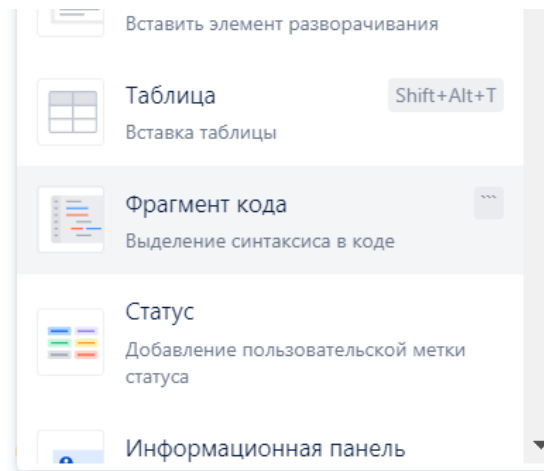 Вставить элемент разворачивания
Таблица
Shift+Alt+T
Вставка таблицы
Фрагмент кода
```
Выделение синтаксиса в коде
Статус
Добавление пользовательской метки
статуса
Информационная панель